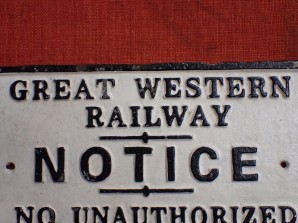 GREAT WESTERN
RAILWAY
NOTICE
NO UNAUTHORIZED